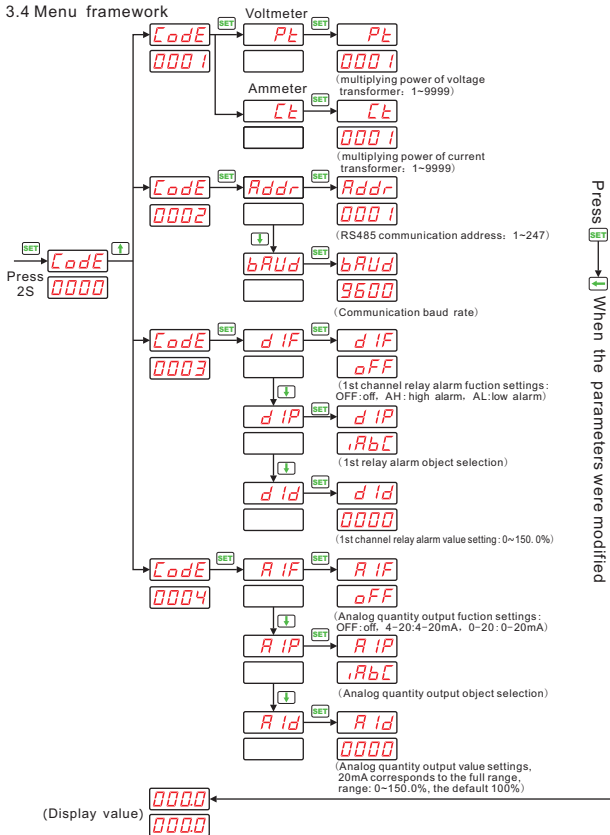 3.4 Menu framework
Voltmeter
CodE SET Pt SET Pt
0001 0001
(multiplying power of voltage
transformer: 1~9999)
Ammeter
Ct SET Ct
0001
(multiplying power of current
transformer: 1~9999)
CodE SET Addr SET Addr
0002 0001
(RS485 communication address: 1~247)
bAUd SET bAUd
9600
(Communication baud rate)
SET CodE
Press 0000
2S
CodE SET d1F SET d1F
0003 oFF
(1st channel relay alarm fuction settings:
OFF:off, AH: high alarm, AL:low alarm)
d1P SET d1P
,AbC
(1st relay alarm object selection)
d1d SET d1d
0000
(1st channel relay alarm value setting: 0~150.0%)
CodE SET A1F SET A1F
0004 oFF
(Analog quantity output fuction settings:
OFF:off, 4-20:4-20mA, 0-20:0-20mA)
A1P SET A1P
,AbC
(Analog quantity output object selection)
A1d SET A1d
0000
(Analog quantity output value settings,
20mA corresponds to the full range,
range: 0~150.0%, the default 100%)
Press SET When the parameters were modified
(Display value)
000.0
000.0